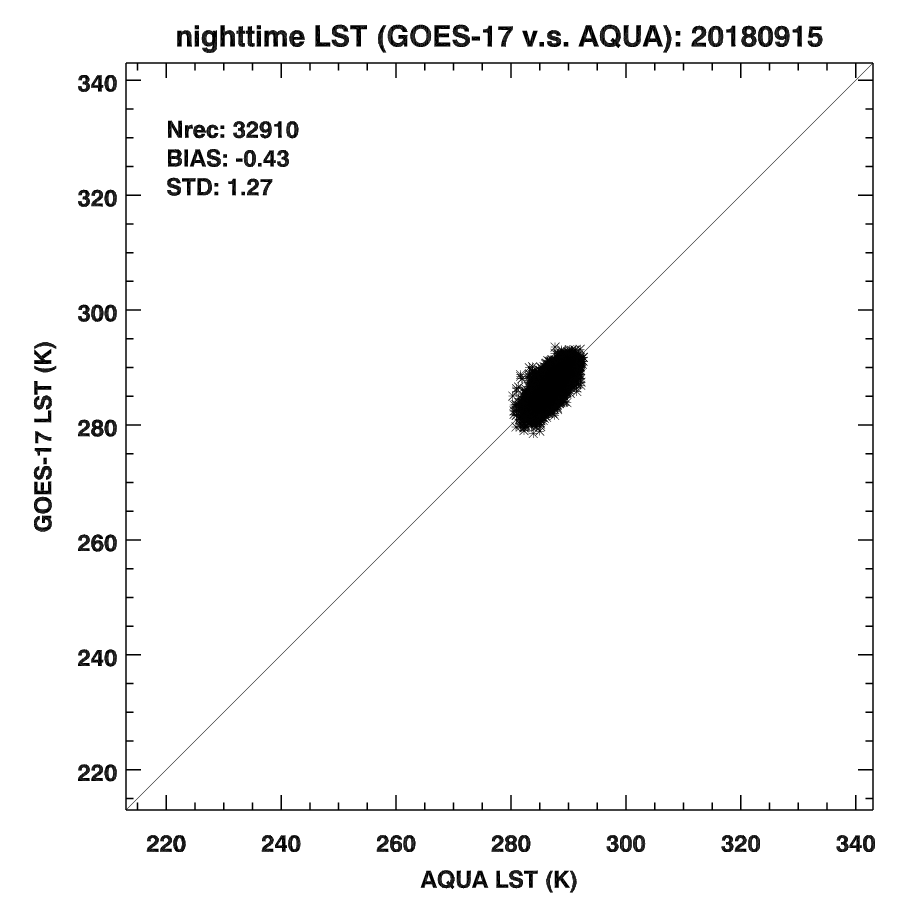 nighttime LST (GOES-17 v.s. AQUA): 20180915
Nrec: 32910
BIAS: -0.43
STD: 1.27
340
320
300
280
260
240
220
GOES-17 LST (K)
220 240 260 280 300 320 340
AQUA LST (K)